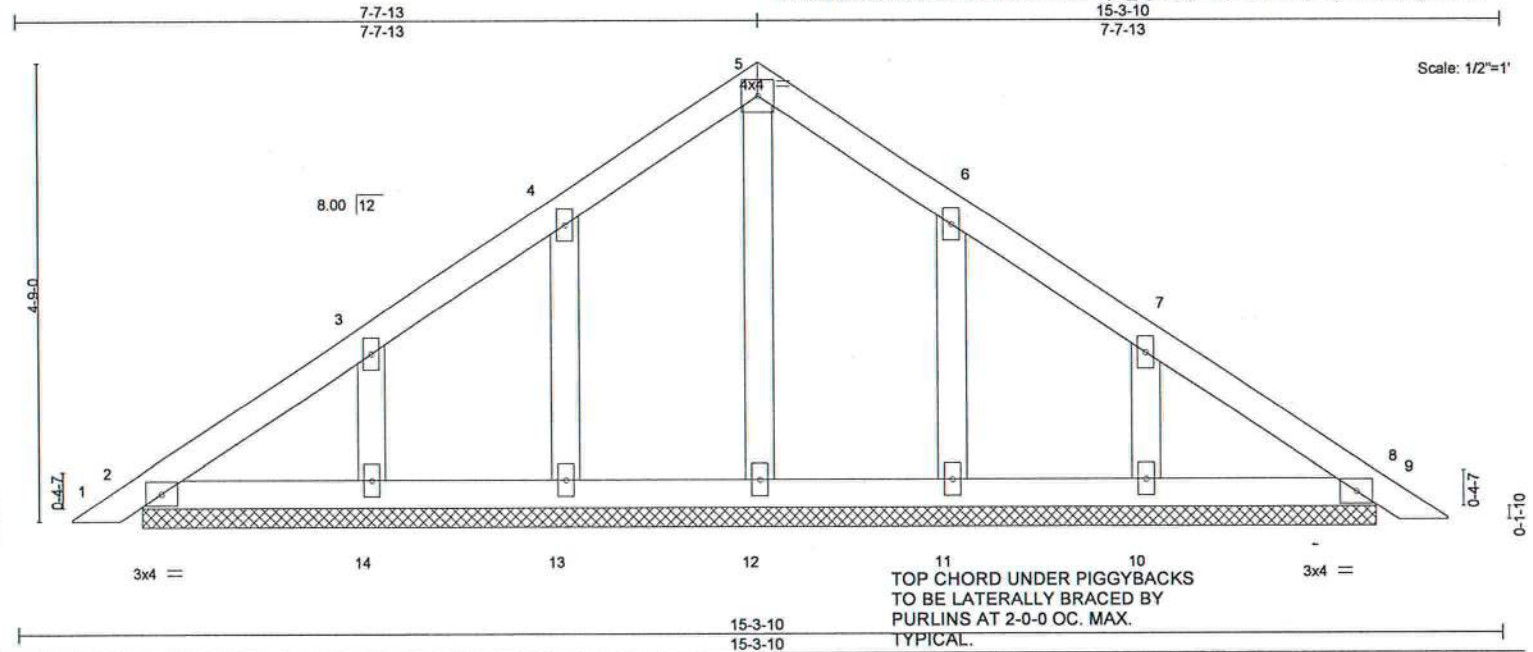 7-7-13 15-3-10
7-7-13 7-7-13
Scale: 1/2"=1'
5
4x4 =
6
4
8.00 12
4-9-0
3
7
2
1
0-4-7
8
9
0-4-7
0-1-10
14 13 12 11 10
3x4 =
3x4 =
TOP CHORD UNDER PIGGYBACKS
TO BE LATERALLY BRACED BY
PURLINS AT 2-0-0 OC. MAX.
TYPICAL.
15-3-10
15-3-10